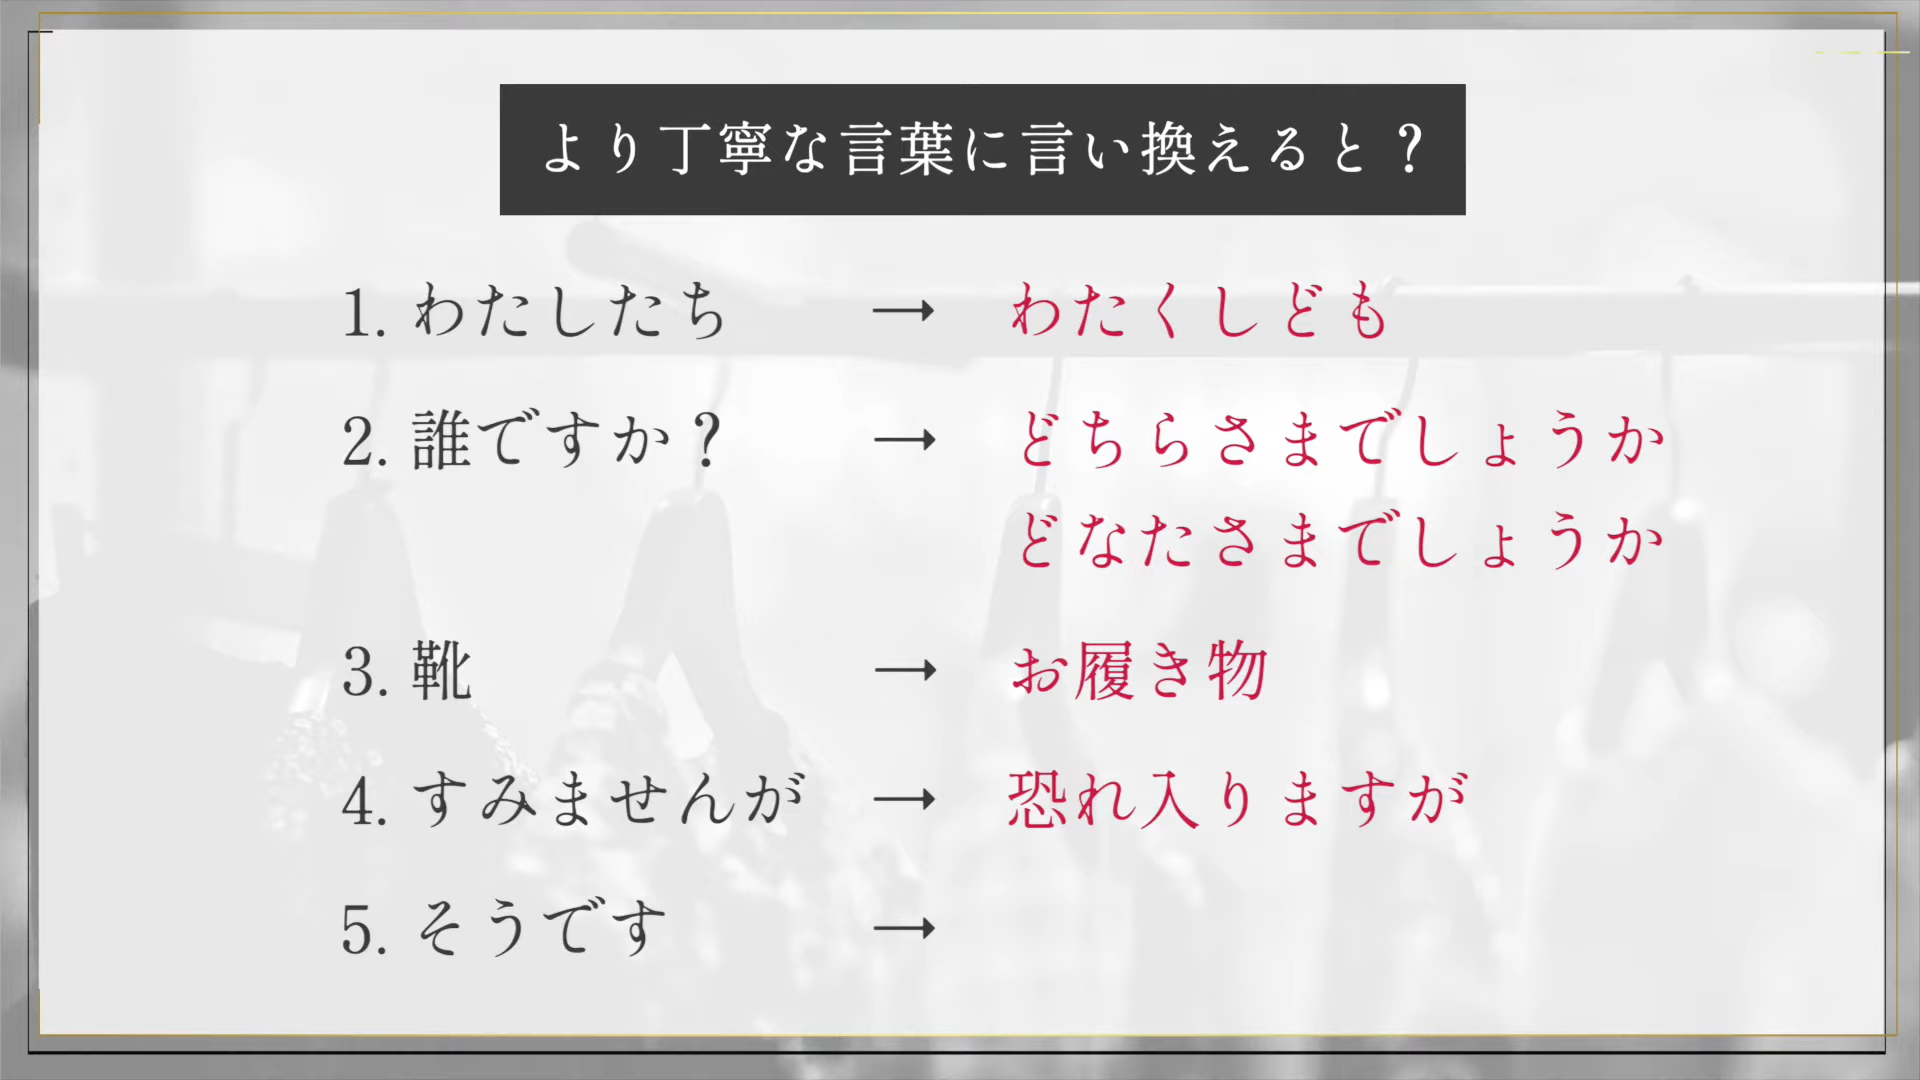 より丁寧な言葉に言い換えると？
1. わたしたち → わたくしども
2. 誰ですか？ → どちらさまでしょうか
どなたさまでしょうか
3. 靴 → お履き物
4. すみませんが → 恐れ入りますが
5. そうです →